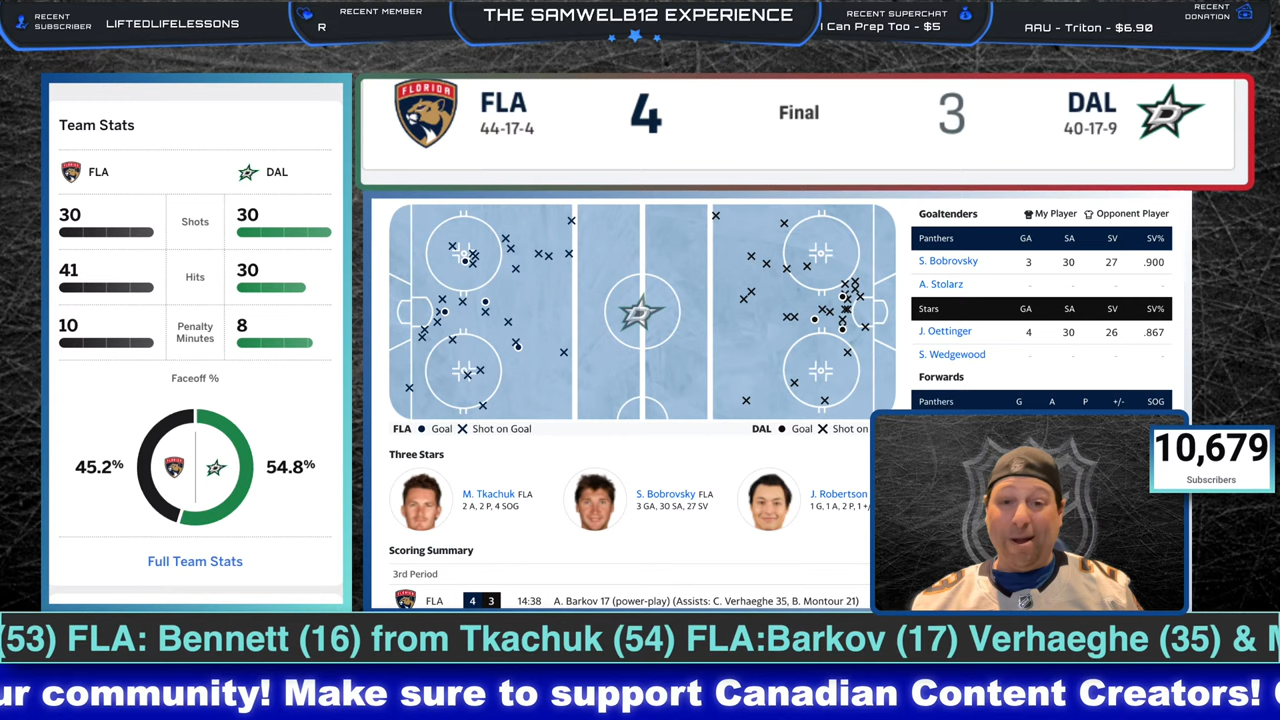 RECENT SUBSCRIBER
LIFTEDLIFELESSONS
RECENT MEMBER
R
THE SAMWELB12 EXPERIENCE
RECENT SUPERCHAT
I Can Prep Too - $5
RECENT DONATION
AAU - Triton - $6.90
FLORIDA
FLA
44-17-4
4
Final
3
DAL
40-17-9
Team Stats
FLA
DAL
30
Shots
30
41
Hits
30
10
Penalty Minutes
8
Faceoff %
45.2%
54.8%
Full Team Stats
FLA Goal Shot on Goal
DAL Goal Shot on
Three Stars
M. Tkachuk FLA
2 A, 2 P, 4 SOG
S. Bobrovsky FLA
3 GA, 30 SA, 27 SV
J. Robertson
1 G, 1 A, 2 P, 1 +/
Scoring Summary
3rd Period
FLA 4 3 14:38 A. Barkov 17 (power-play) (Assists: C. Verhaeghe 35, B. Montour 21)
Goaltenders My Player Opponent Player
Panthers GA SA SV SV%
S. Bobrovsky 3 30 27 .900
A. Stolarz - - - -
Stars GA SA SV SV%
J. Oettinger 4 30 26 .867
S. Wedgewood - - - -
Forwards
Panthers G A P +/- SOG
10,679
Subscribers
(53) FLA: Bennett (16) from Tkachuk (54) FLA:Barkov (17) Verhaeghe (35) & M
ur community! Make sure to support Canadian Content Creators!